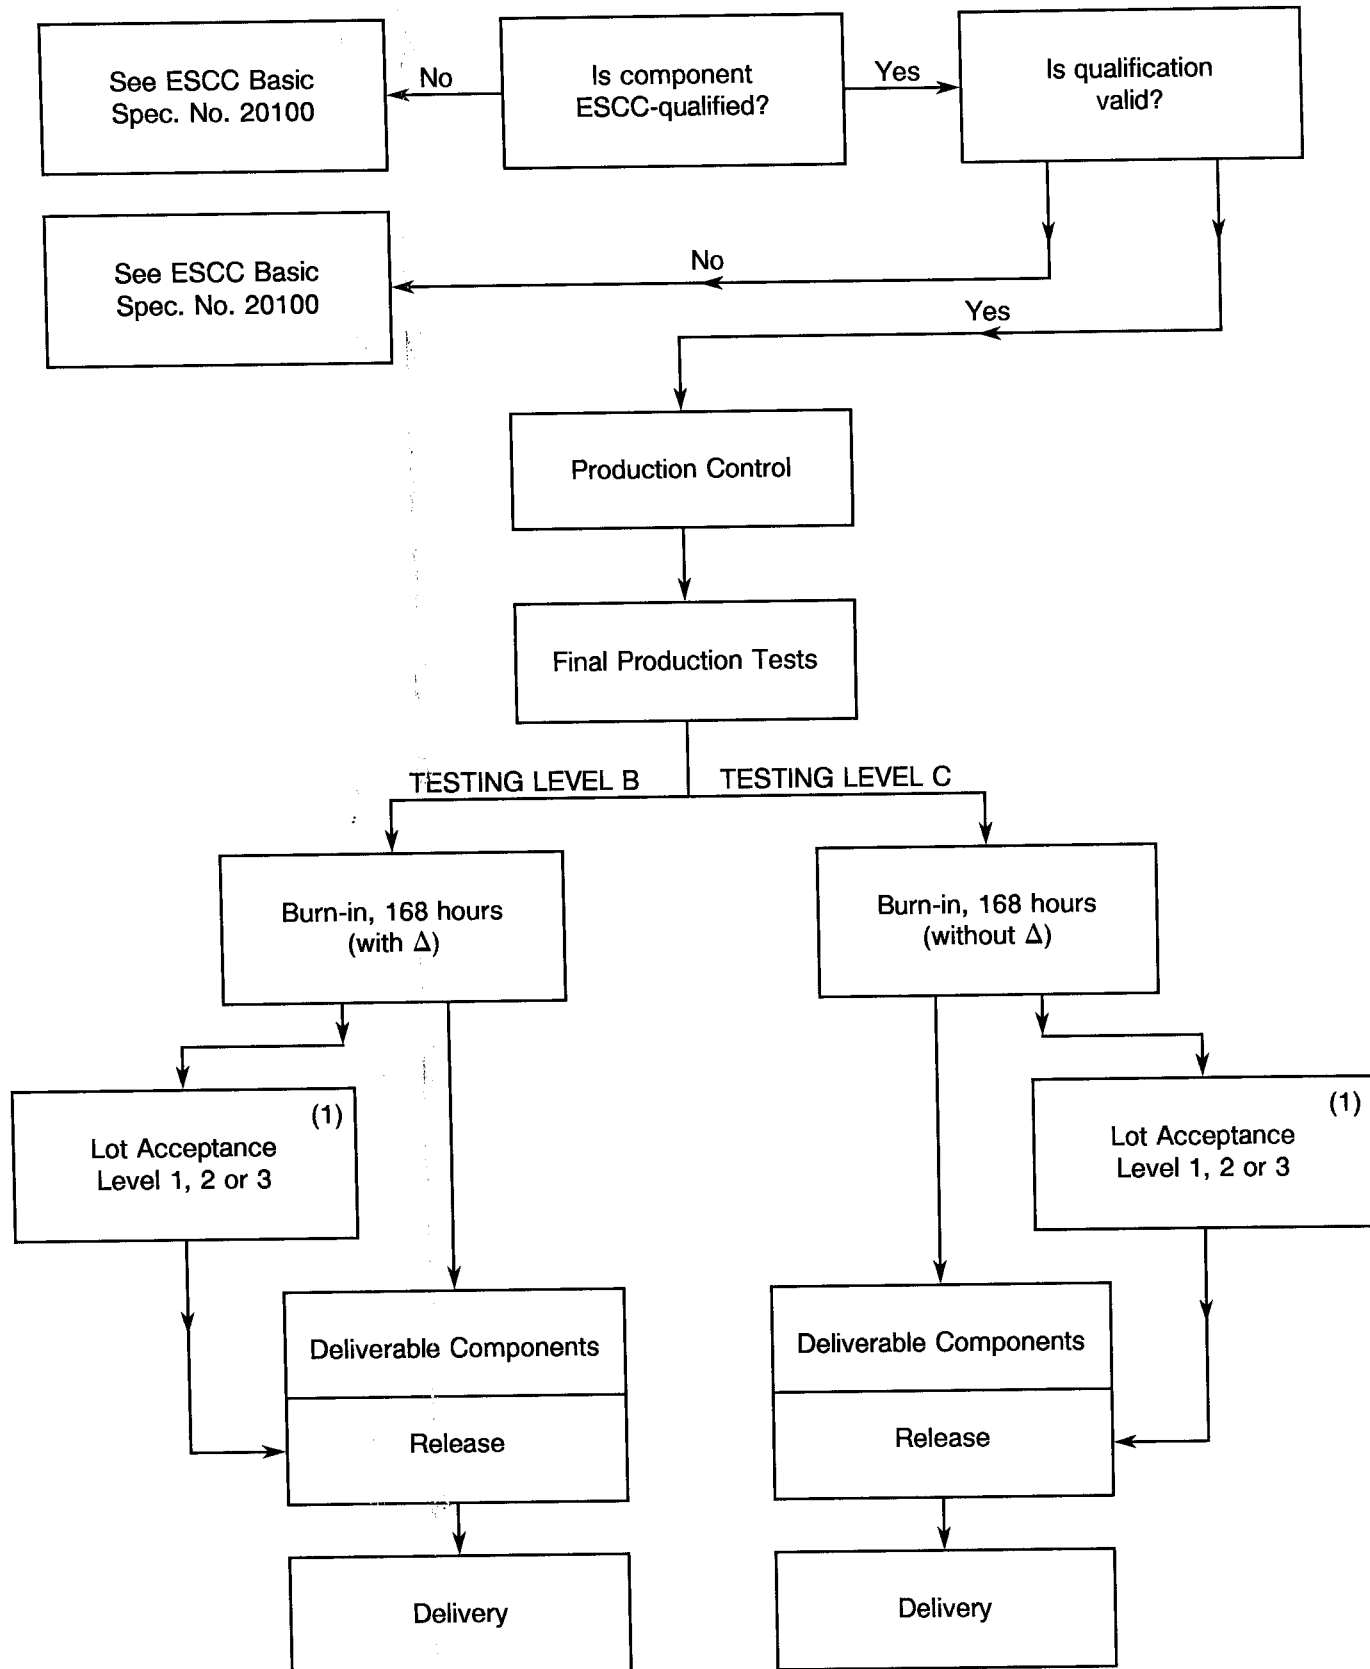 See ESCC Basic
Spec. No. 20100
No
Is component
ESCC-qualified?
Yes
Is qualification
valid?
See ESCC Basic
Spec. No. 20100
No
Yes
Production Control
Final Production Tests
TESTING LEVEL B
TESTING LEVEL C
Burn-in, 168 hours
(with Δ)
Burn-in, 168 hours
(without Δ)
(1)
Lot Acceptance
Level 1, 2 or 3
(1)
Lot Acceptance
Level 1, 2 or 3
Deliverable Components
Release
Deliverable Components
Release
Delivery
Delivery